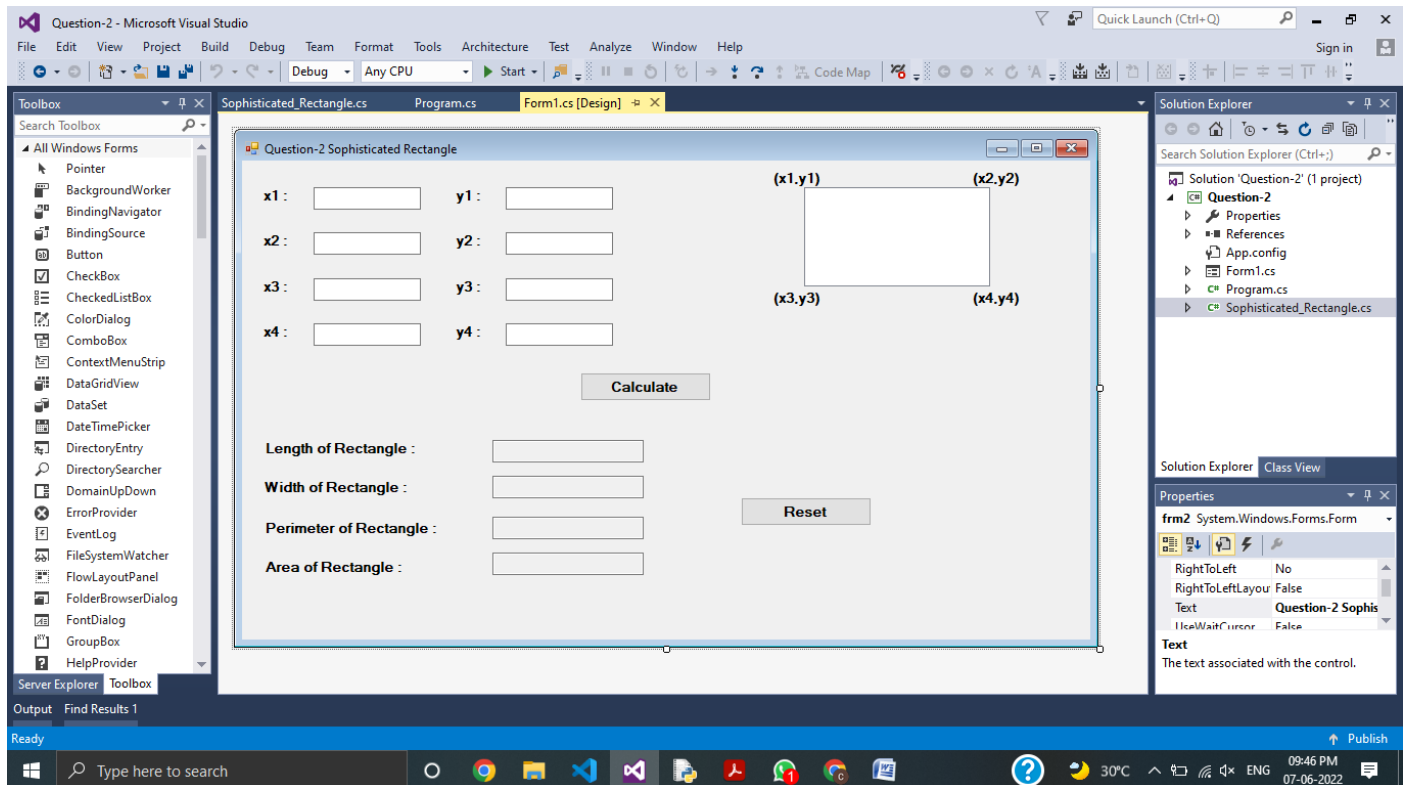 Question-2 - Microsoft Visual Studio
Quick Launch (Ctrl+Q)
File Edit View Project Build Debug Team Format Tools Architecture Test Analyze Window Help
Sign in
Debug Any CPU Start Code Map
Toolbox
Search Toolbox
All Windows Forms
Pointer
BackgroundWorker
BindingNavigator
BindingSource
Button
CheckBox
CheckedListBox
ColorDialog
ComboBox
ContextMenuStrip
DataGridView
DataSet
DateTimePicker
DirectoryEntry
DirectorySearcher
DomainUpDown
ErrorProvider
EventLog
FileSystemWatcher
FlowLayoutPanel
FolderBrowserDialog
FontDialog
GroupBox
HelpProvider
Server Explorer Toolbox
Sophisticated_Rectangle.cs Program.cs Form1.cs [Design]
Question-2 Sophisticated Rectangle
x1 : y1 :
x2 : y2 :
x3 : y3 :
x4 : y4 :
(x1,y1) (x2,y2)
(x3,y3) (x4,y4)
Calculate
Length of Rectangle :
Width of Rectangle :
Perimeter of Rectangle :
Area of Rectangle :
Reset
Solution Explorer
Search Solution Explorer (Ctrl+;)
Solution 'Question-2' (1 project)
C# Question-2
Properties
References
App.config
Form1.cs
C# Program.cs
C# Sophisticated_Rectangle.cs
Solution Explorer Class View
Properties
frm2 System.Windows.Forms.Form
RightToLeft No
RightToLeftLayou False
Text Question-2 Sophis
UseWaitCursor False
Text
The text associated with the control.
Output Find Results 1
Ready
Publish
Type here to search
30°C ENG
09:46 PM
07-06-2022